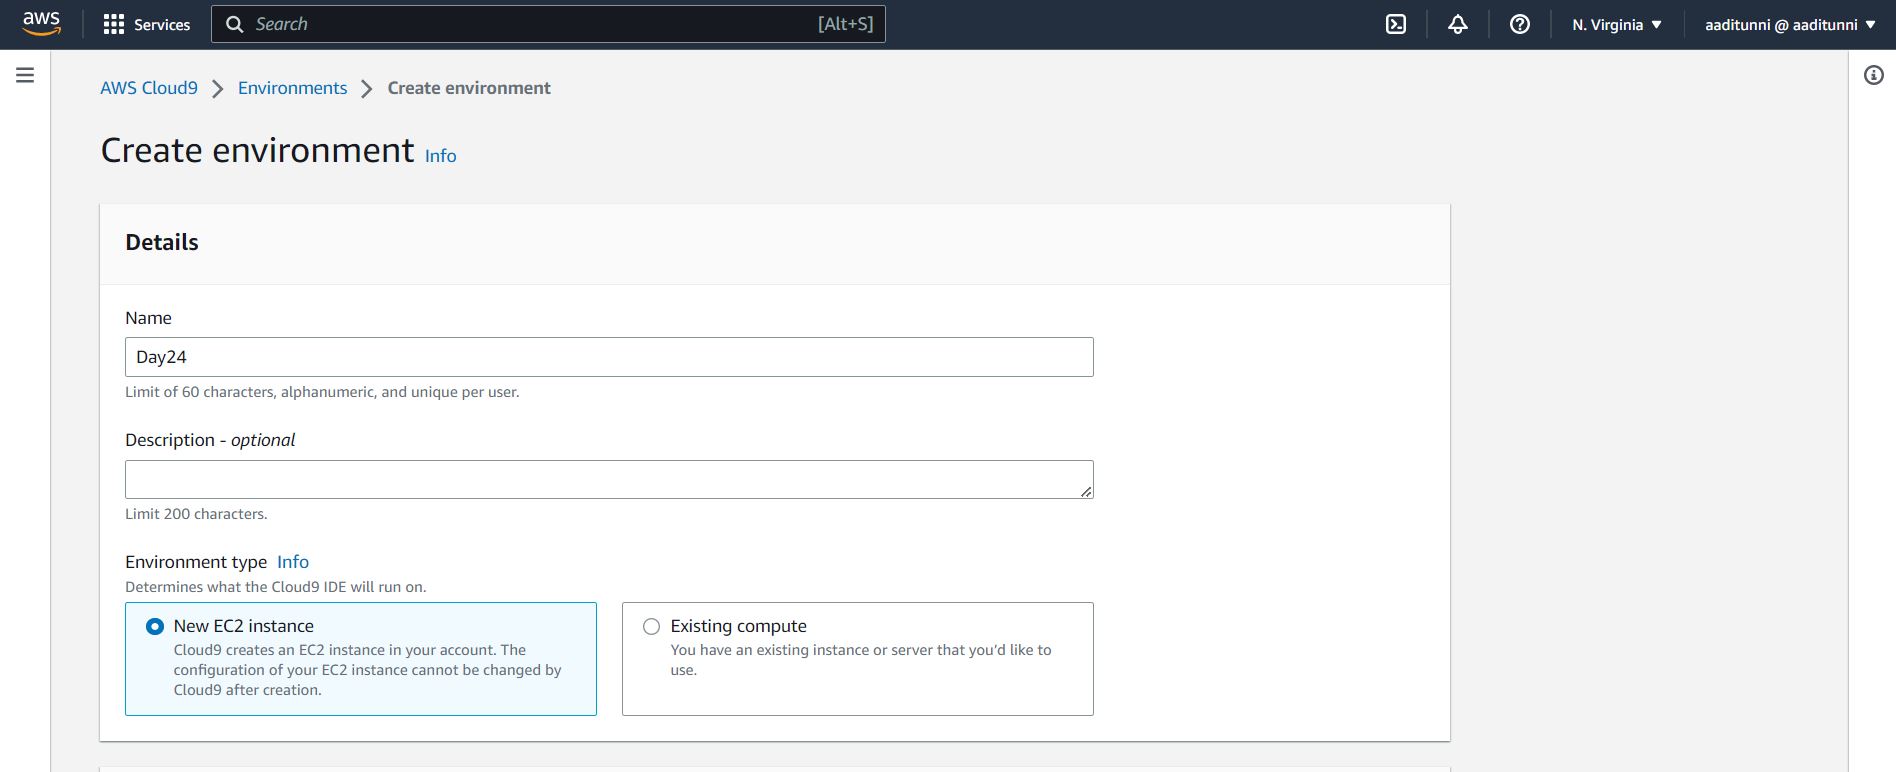 aws Services Search [Alt+S] N. Virginia aaditunni @ aaditunni
AWS Cloud9 Environments Create environment
Create environment Info
Details
Name
Day24
Limit of 60 characters, alphanumeric, and unique per user.
Description - optional
Limit 200 characters.
Environment type Info
Determines what the Cloud9 IDE will run on.
New EC2 instance
Cloud9 creates an EC2 instance in your account. The
configuration of your EC2 instance cannot be changed by
Cloud9 after creation.
Existing compute
You have an existing instance or server that you’d like to
use.